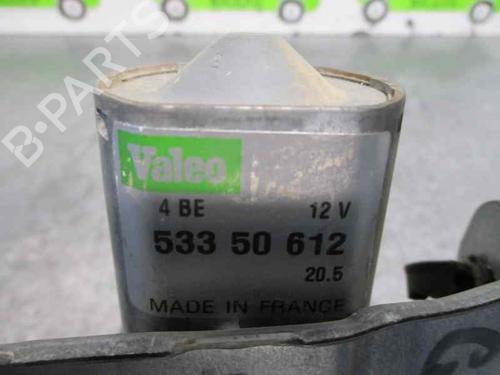 B-PARTS
Valeo
4 BE 12 V
533 50 612
20.5
MADE IN FRANCE